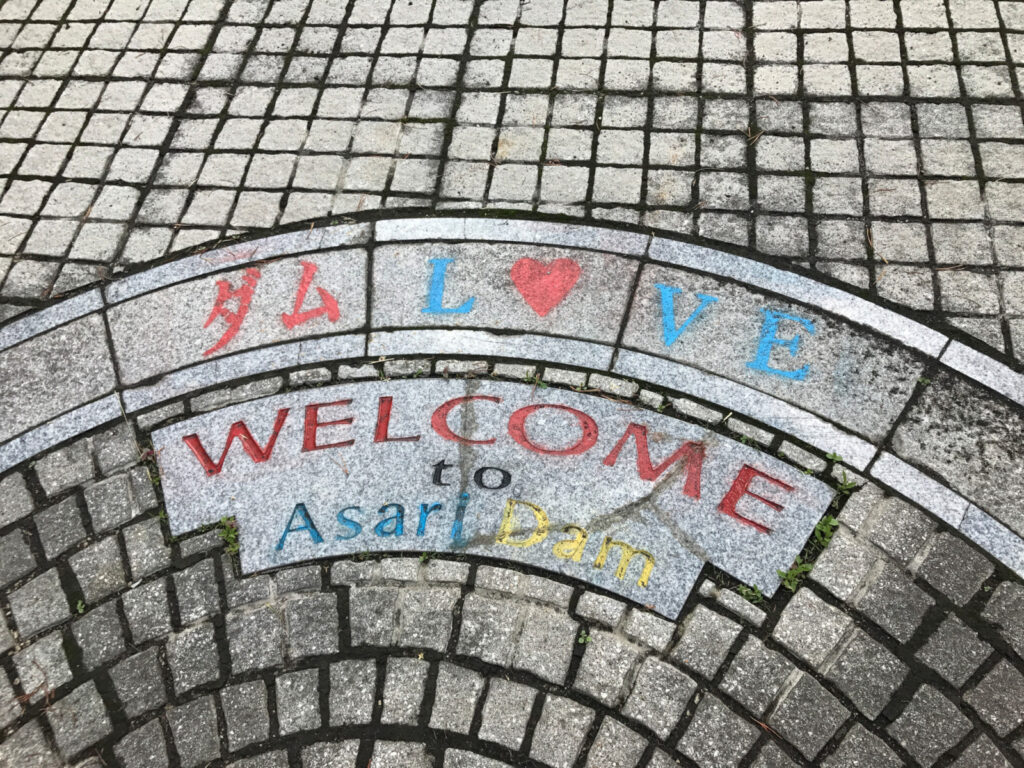 ダム L♥VE
WELCOME
to
Asari Dam